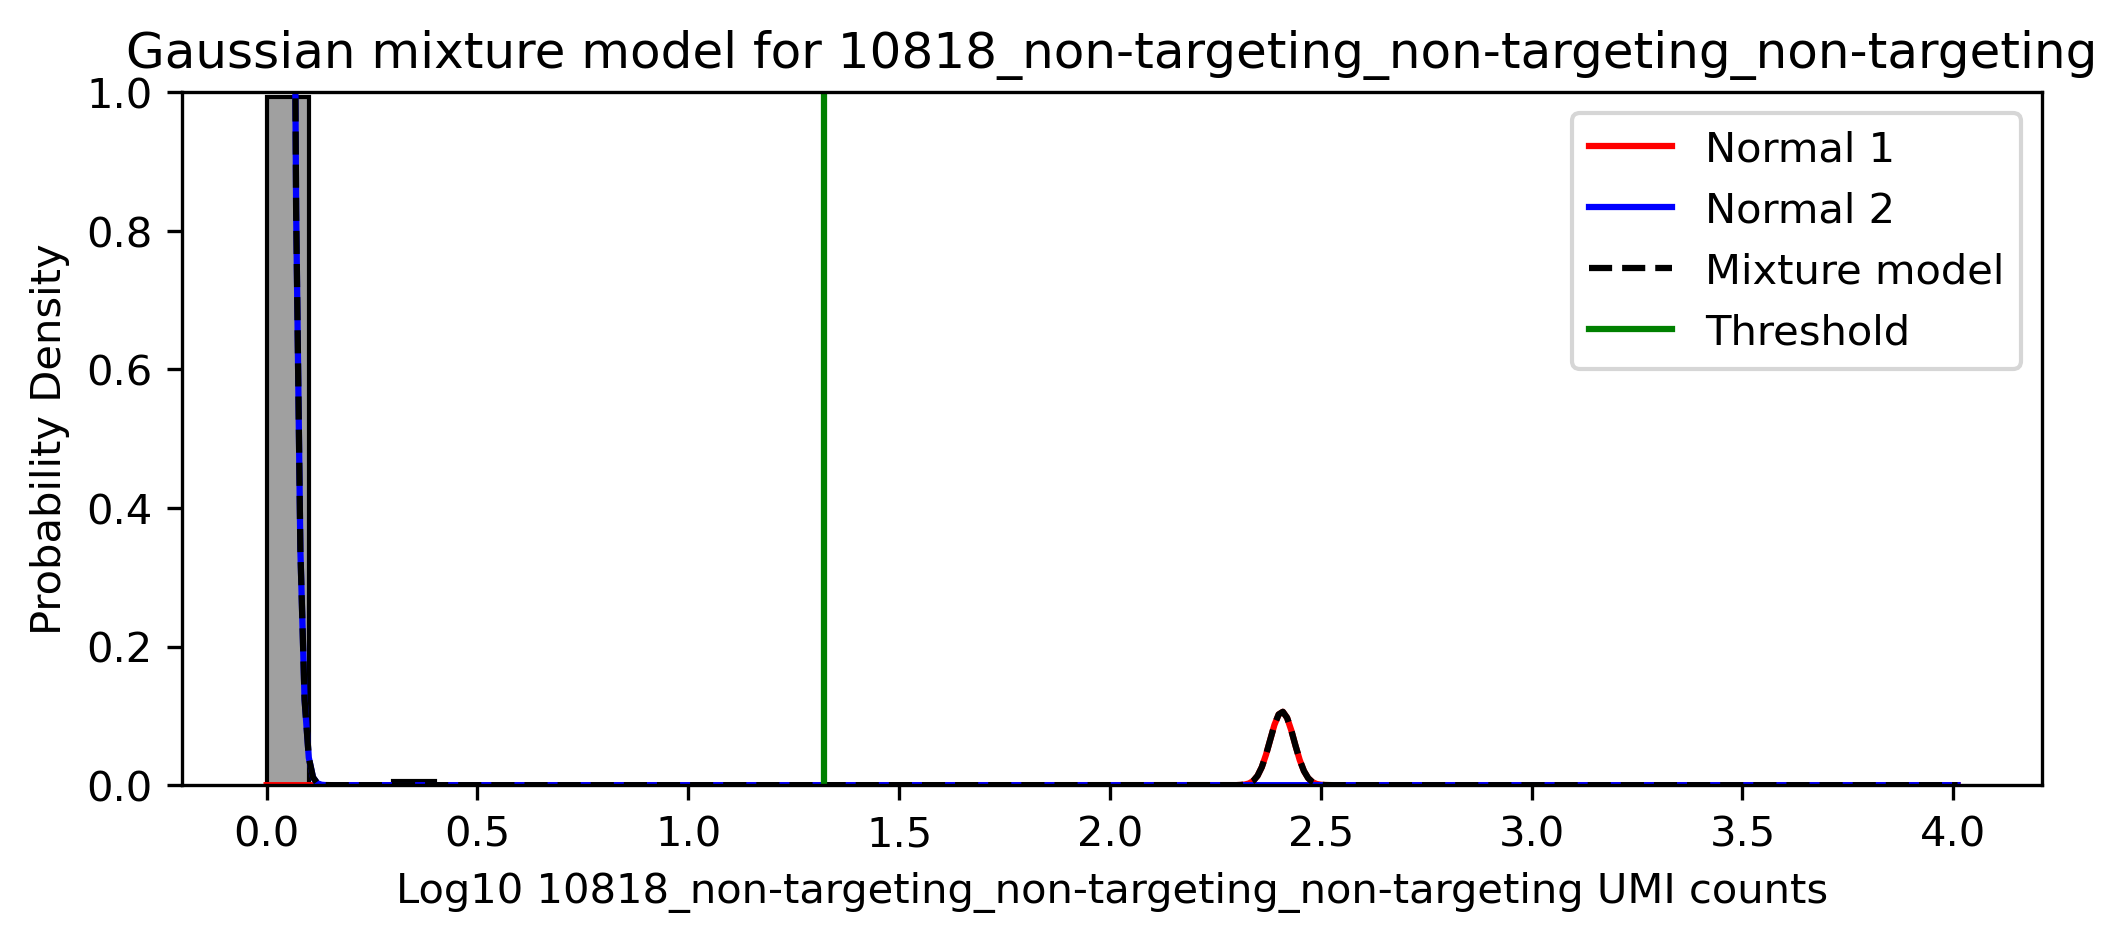 Gaussian mixture model for 10818_non-targeting_non-targeting_non-targeting
1.0
0.8
0.6
0.4
0.2
0.0
Probability Density
Normal 1
Normal 2
Mixture model
Threshold
0.0 0.5 1.0 1.5 2.0 2.5 3.0 3.5 4.0
Log10 10818_non-targeting_non-targeting_non-targeting UMI counts